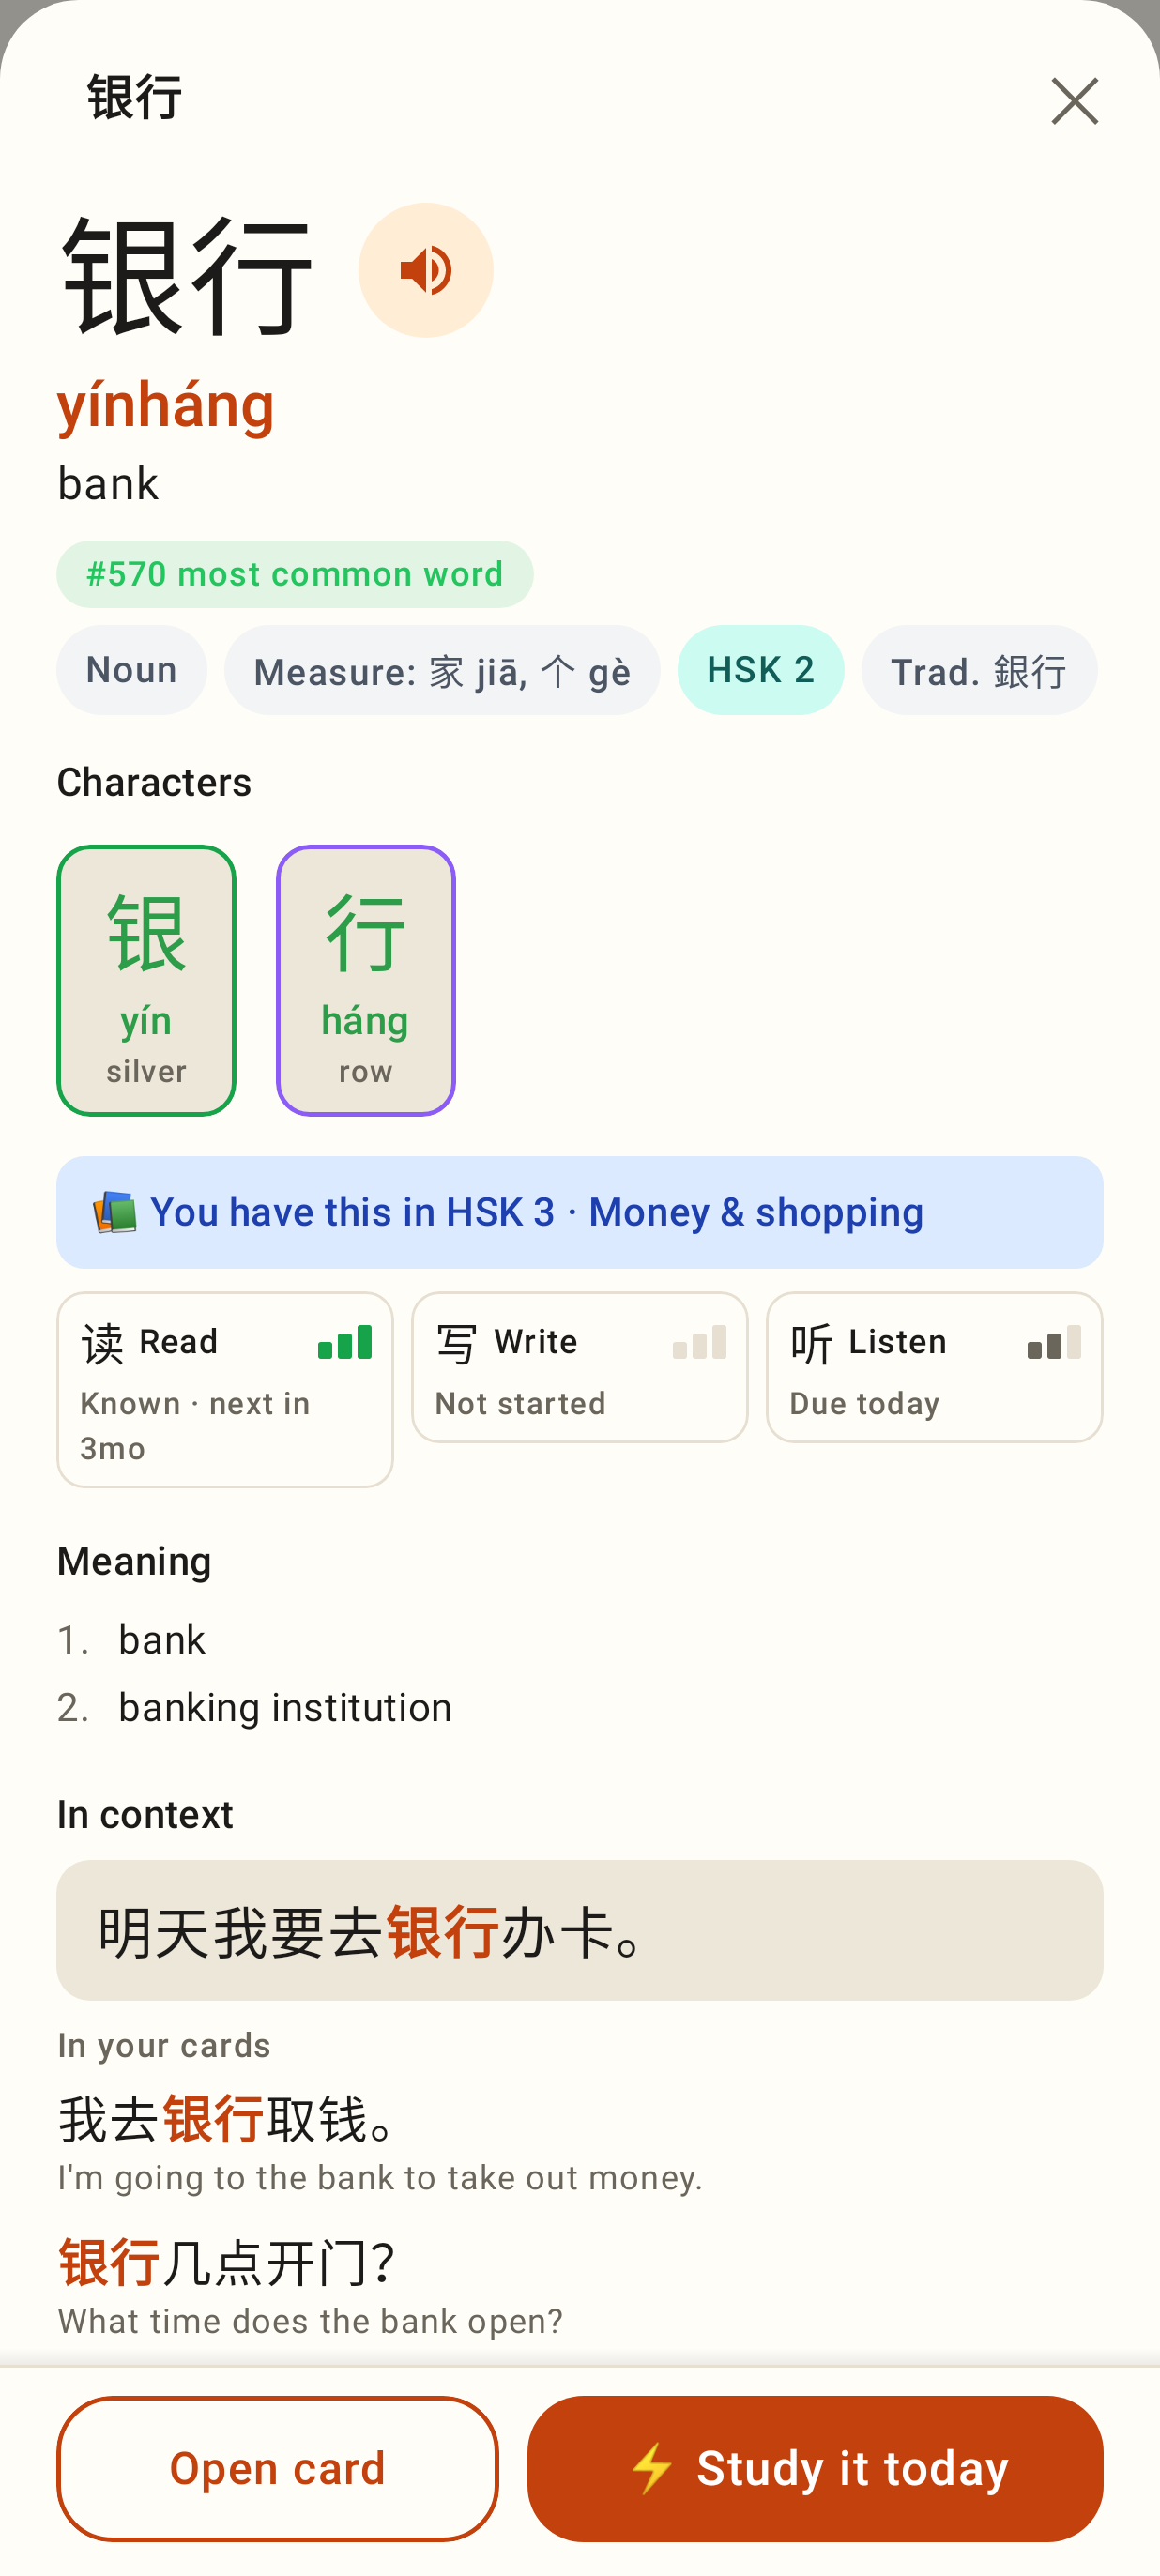 银行
银行
yínháng
bank
#570 most common word
Noun
Measure: 家 jiā, 个 gè
HSK 2
Trad. 銀行
Characters
银 行
yín háng
silver row
You have this in HSK 3 · Money & shopping
读 Read
Known · next in
3mo
写 Write
Not started
听 Listen
Due today
Meaning
1. bank
2. banking institution
In context
明天我要去银行办卡。
In your cards
我去银行取钱。
I'm going to the bank to take out money.
银行几点开门?
What time does the bank open?
Open card
⚡ Study it today